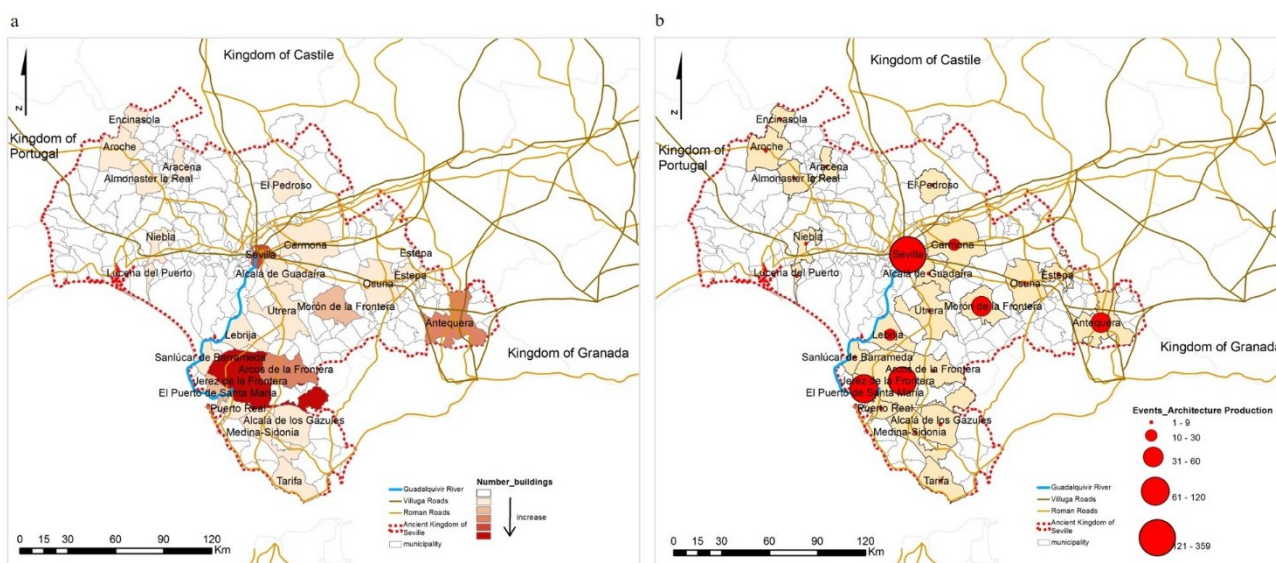 a
Kingdom of Castile
Kingdom of
Portugal
Encinasola
Aroche
Aracena
Almonaster la Real
El Pedroso
Niebla
Sevilla
Carmona
Lucena del Puerto
Alcalá de Guadaíra
Estepa
Estepa
Osuna
Utrera
Morón de la Frontera
Antequera
Lebrija
Kingdom of Granada
Sanlúcar de Barrameda
Arcos de la Frontera
Jerez de la Frontera
El Puerto de Santa María
Puerto Real
Alcalá de los Gazules
Medina-Sidonia
Tarifa
Guadalquivir River
Villuga Roads
Roman Roads
Ancient Kingdom of
Seville
municipality
Number_buildings
increase
0 15 30 60 90 120
Km
z
b
Kingdom of Castile
Kingdom of
Portugal
Encinasola
Aroche
Aracena
Almonaster la Real
El Pedroso
Niebla
Sevilla
Carmona
Lucena del Puerto
Alcalá de Guadaíra
Estepa
Osuna
Utrera
Morón de la Frontera
Antequera
Lebrija
Kingdom of Granada
Sanlúcar de Barrameda
Arcos de la Frontera
Jerez de la Frontera
El Puerto de Santa María
Puerto Real
Alcalá de los Gazules
Medina-Sidonia
Tarifa
Events_Architecture Production
1 - 9
10 - 30
31 - 60
61 - 120
121 - 359
Guadalquivir River
Villuga Roads
Roman Roads
Ancient Kingdom of
Seville
municipality
0 15 30 60 90 120
Km
z